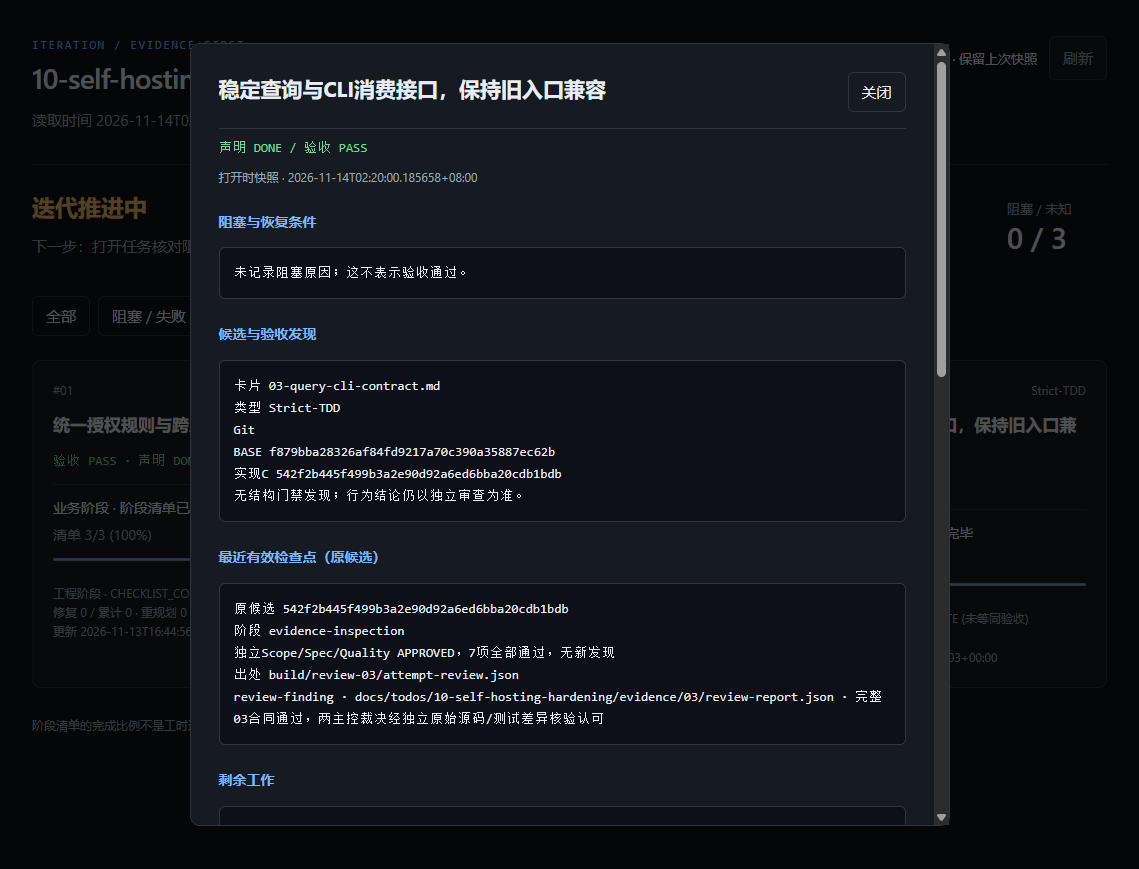 ITERATION / EVIDENCE-FIRST
10-self-hostin
读取时间 2026-11-14T0
· 保留上次快照
刷新
迭代推进中
下一步：打开任务核对阻
阻塞 / 未知
0 / 3
全部
阻塞 / 失败
#01
统一授权规则与跨
验收 PASS · 声明 DON
业务阶段 · 阶段清单已
清单 3/3 (100%)
工程阶段 · CHECKLIST_CO
修复 0 / 累计 0 · 重规划 0
更新 2026-11-13T16:44:56
阶段清单的完成比例不是工时
稳定查询与CLI消费接口，保持旧入口兼容
关闭
声明 DONE / 验收 PASS
打开时快照 · 2026-11-14T02:20:00.185658+08:00
阻塞与恢复条件
未记录阻塞原因；这不表示验收通过。
候选与验收发现
卡片 03-query-cli-contract.md
类型 Strict-TDD
Git
BASE f879bba28326af84fd9217a70c390a35887ec62b
实现C 542f2b445f499b3a2e90d92a6ed6bba20cdb1bdb
无结构门禁发现；行为结论仍以独立审查为准。
最近有效检查点（原候选）
原候选 542f2b445f499b3a2e90d92a6ed6bba20cdb1bdb
阶段 evidence-inspection
独立Scope/Spec/Quality APPROVED，7项全部通过，无新发现
出处 build/review-03/attempt-review.json
review-finding · docs/todos/10-self-hosting-hardening/evidence/03/review-report.json · 完整
03合同通过，两主控裁决经独立原始源码/测试差异核验认可
剩余工作
Strict-TDD
口，保持旧入口兼
完毕
TE (未等同验收)
03+00:00